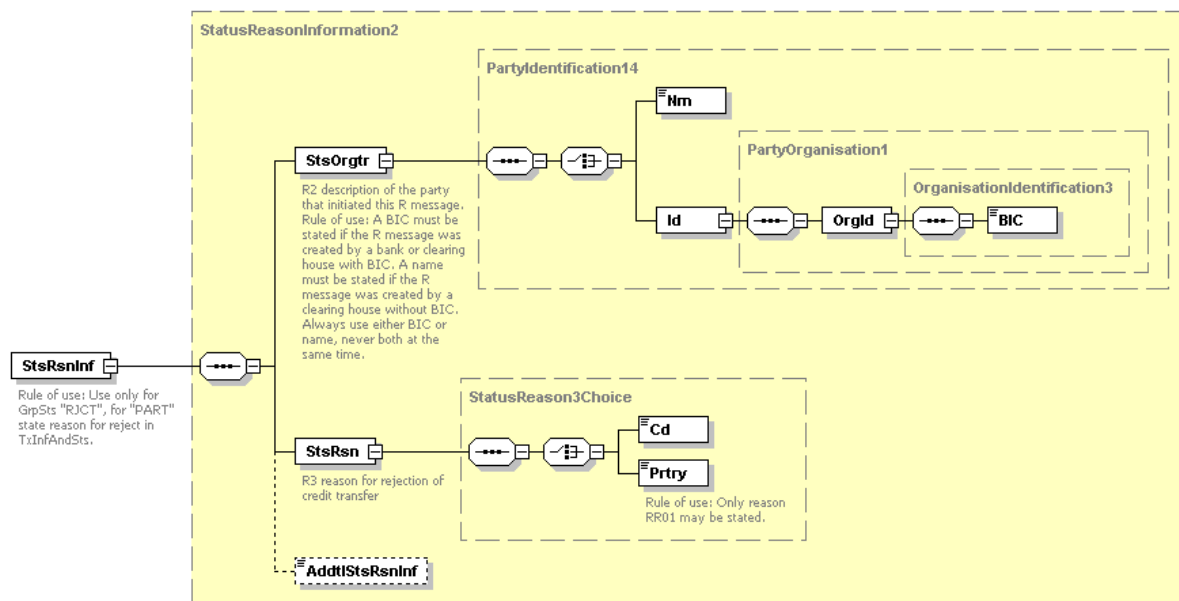 StatusReasonInformation2
PartyIdentification14
Nm
PartyOrganisation1
OrganisationIdentification3
StsOrgtr
Id
OrgId
BIC
R2 description of the party
that initiated this R message.
Rule of use: A BIC must be
stated if the R message was
created by a bank or clearing
house with BIC. A name
must be stated if the R
message was created by a
clearing house without BIC.
Always use either BIC or
name, never both at the
same time.
StsRsnInf
Rule of use: Use only for
GrpSts "RJCT", for "PART"
state reason for reject in
TxInfAndSts.
StatusReason3Choice
Cd
StsRsn
Prtry
R3 reason for rejection of
credit transfer
Rule of use: Only reason
RR01 may be stated.
AddtlStsRsnInf